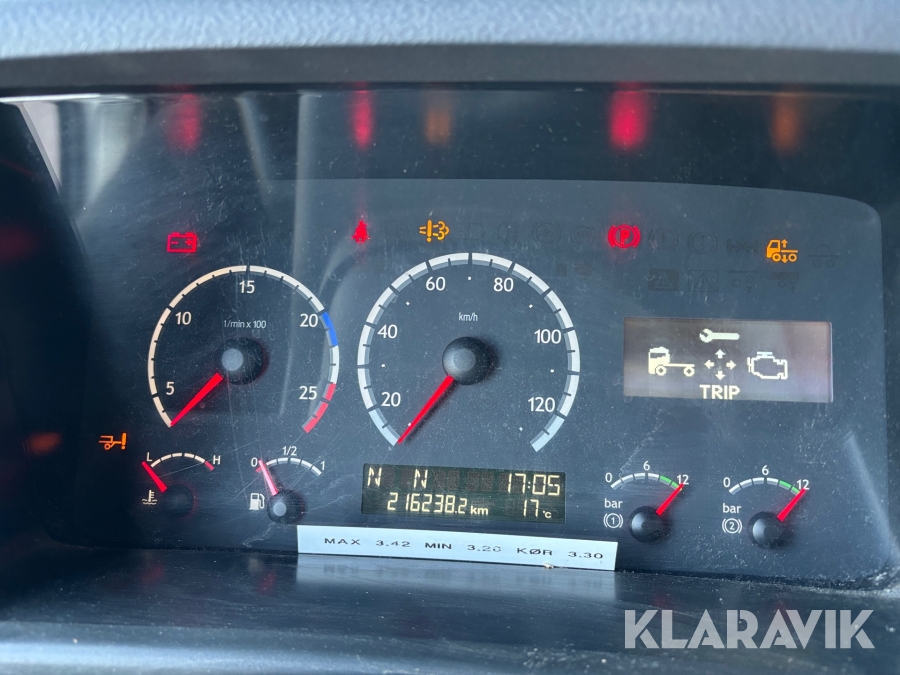 15
10
20
1/min x 100
5
25
60
80
km/h
40
100
20
120
TRIP
L
H
0
1/2
1
N N 17:05
216238.2 km 17 °C
0
6
12
bar
(1)
0
6
12
bar
(2)
MAX 3.42 MIN 3.20 KØR 3.30
KLARAVIK